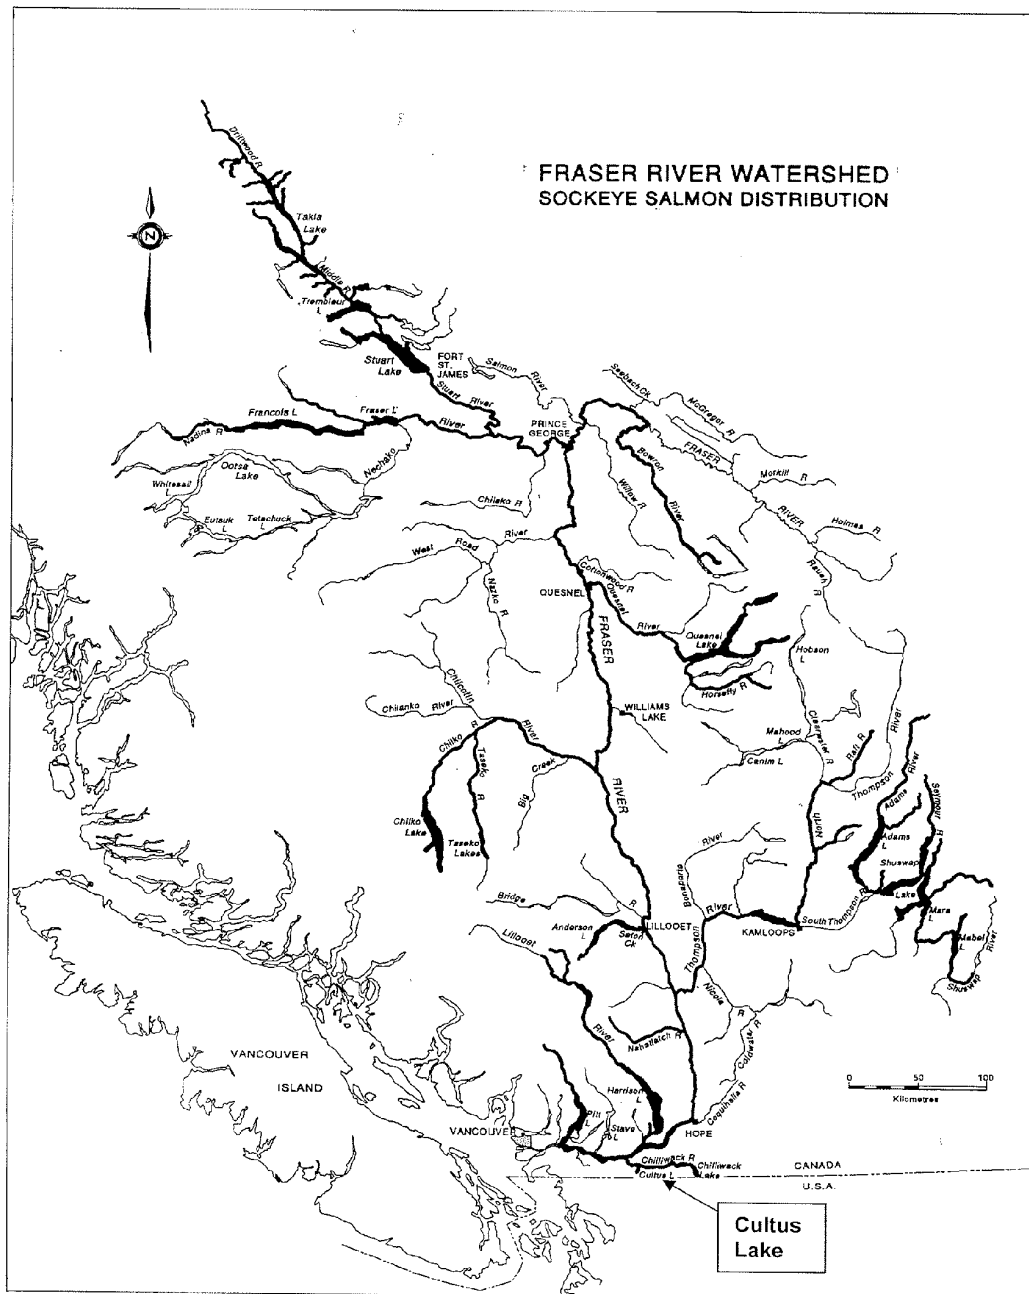 FRASER RIVER WATERSHED
SOCKEYE SALMON DISTRIBUTION
N
Driftwood R
Takla
Lake
Middle R
Trembleur
L
Stuart
Lake
FORT
ST.
JAMES
Salmon
River
Stuart River
Seebach Ck
McGregor R
Francois L
Fraser L
River
PRINCE
GEORGE
FRASER
Nadina R
Nechako
Bowron
River
Morkill R
Ootsa
Lake
Whitesail
L
Willow R
Chilako R
RIVER
Holmes R
Eutsuk
L
Tetachuck
L
West Road
River
Raush R
Nazko R
Cottonwood R
QUESNEL
Quesnel
River
Quesnel
Lake
FRASER
Hobson
L
Horsefly R
Chilcotin
River
Chilanko River
WILLIAMS
LAKE
Clearwater R
Mahood
L
Canim L
Raft R
River
Thompson
Chilko R
Taseko R
Big Creek
RIVER
North
Adams River
Seymour R
Chilko
Lake
Taseko
Lakes
Adams
L
Shuswap
Lake
Bonaparte
River
Bridge
R
Thompson
River
KAMLOOPS
South Thompson R
Mara
L
Lillooet
River
Anderson
L
Seton
Ck
LILLOOET
Mabel
L
Shuswap
River
Nicola
R
Nahatlatch R
Coldwater R
Coquihalla R
VANCOUVER
ISLAND
Harrison
L
Pitt
L
Stave
L
VANCOUVER
HOPE
0 50 100
Kilometres
Chilliwack R
Chilliwack
Lake
Cultus L
CANADA
U.S.A.
Cultus
Lake